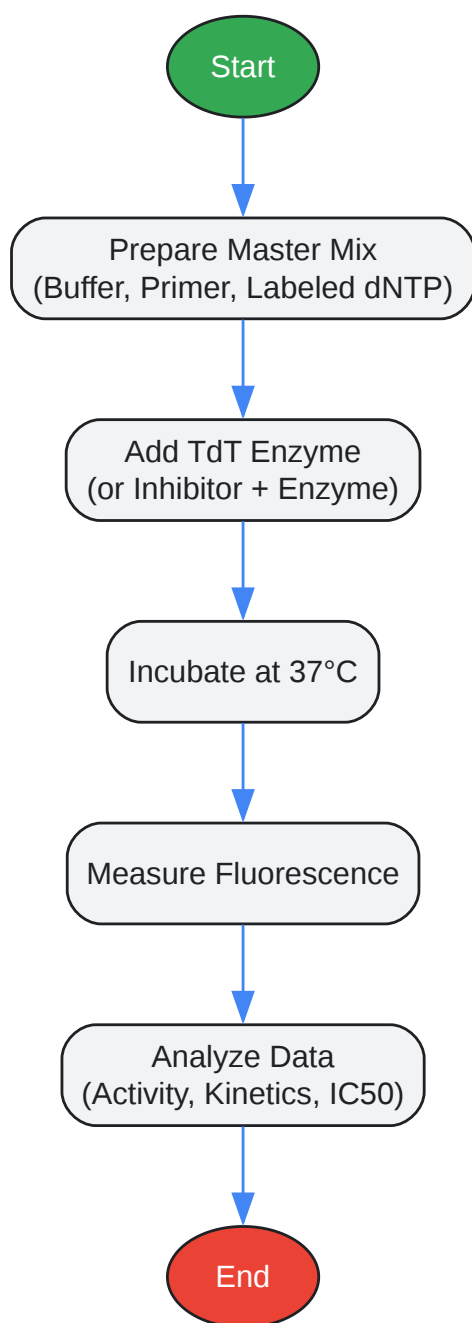 Start
Prepare Master Mix
(Buffer, Primer, Labeled dNTP)
Add TdT Enzyme
(or Inhibitor + Enzyme)
Incubate at 37°C
Measure Fluorescence
Analyze Data
(Activity, Kinetics, IC50)
End